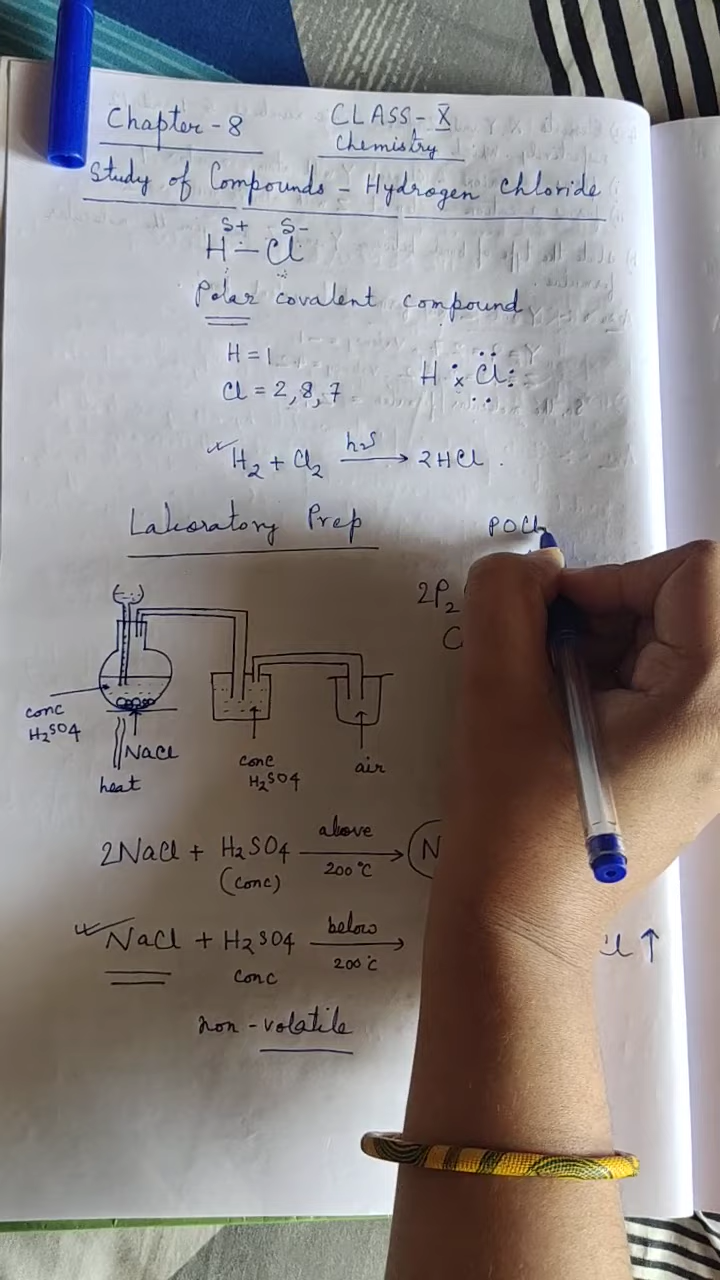 Chapter - 8
CLASS - X
Chemistry
Study of Compounds - Hydrogen Chloride
S+ S-
H - Cl
Polar covalent compound
H = 1
Cl = 2, 8, 7
H Cl
H2 + Cl2 → 2HCl .
Laboratory Prep
POCl
2P2
conc
H2SO4
NaCl
heat
conc
H2SO4
air
2NaCl + H2SO4 above 200°C → N
(conc)
NaCl + H2SO4 below 200°C → ↑
conc
non-volatile